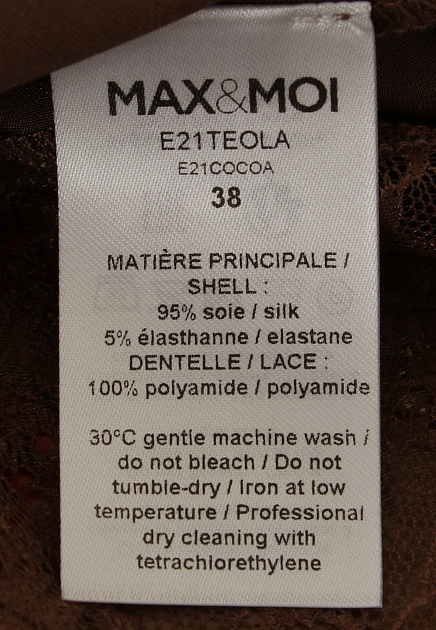 MAX&MOI
E21TEOLA
E21COCOA
38
MATIÈRE PRINCIPALE /
SHELL :
95% soie / silk
5% élasthanne / elastane
DENTELLE / LACE :
100% polyamide / polyamide
30°C gentle machine wash /
do not bleach / Do not
tumble-dry / Iron at low
temperature / Professional
dry cleaning with
tetrachlorethylene